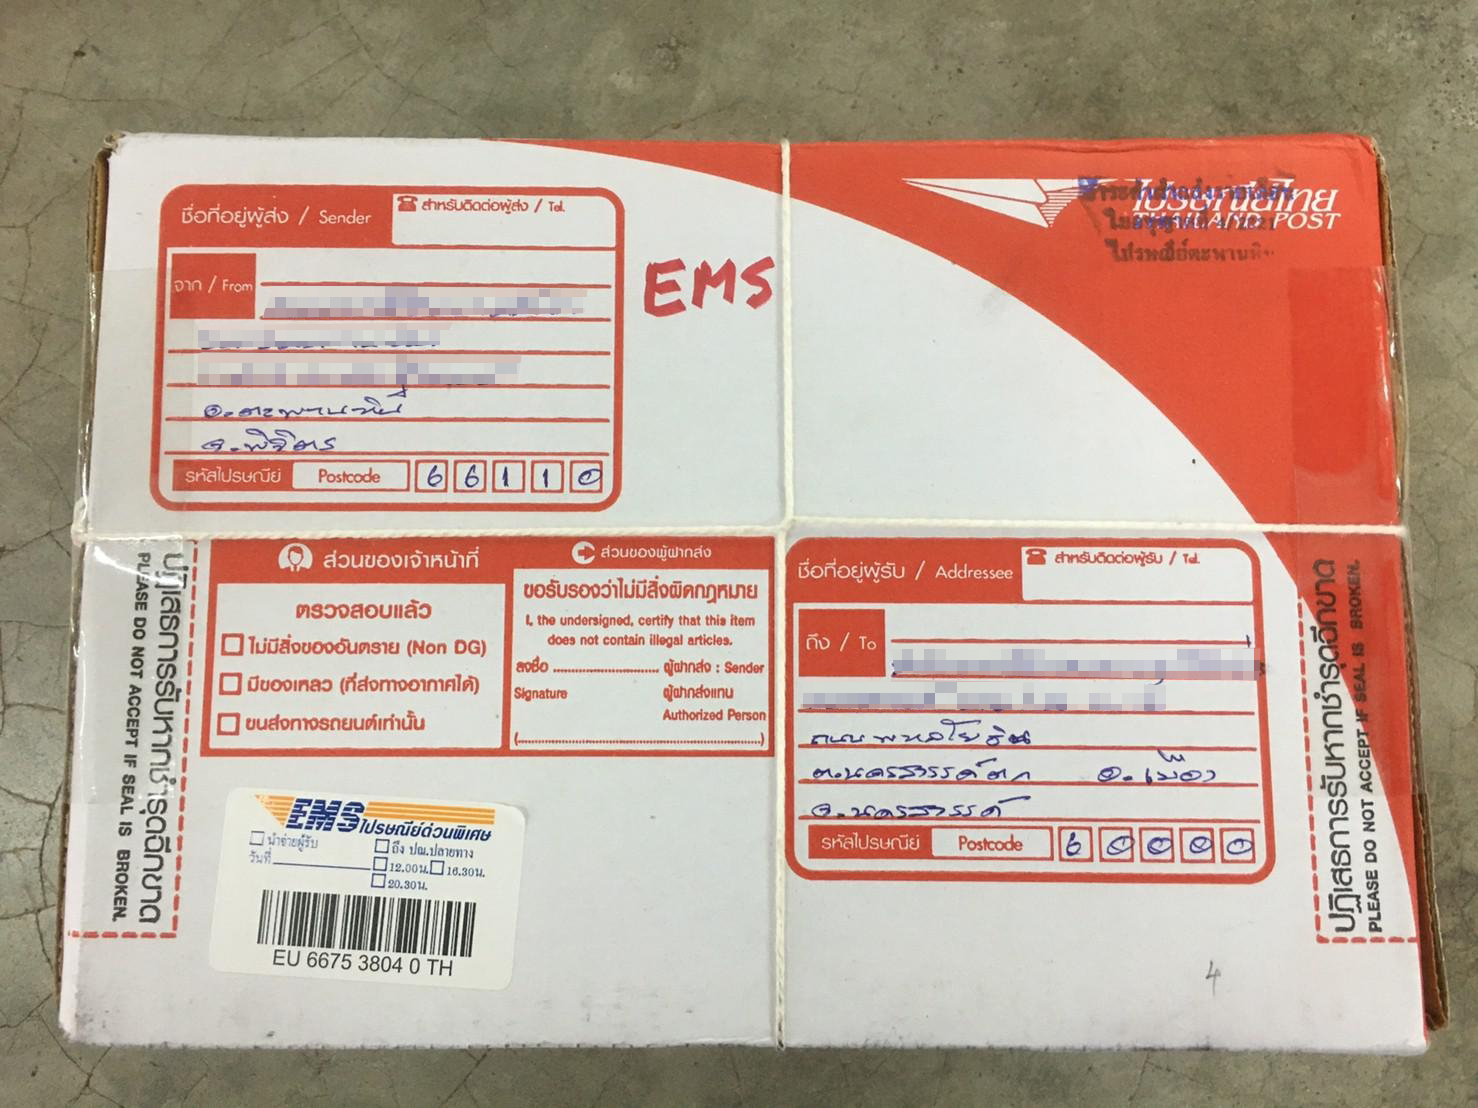 ชื่อที่อยู่ผู้ส่ง / Sender
สำหรับติดต่อผู้ส่ง / Tel.
จาก / From
อ.ตะพานหิน
จ.พิจิตร
รหัสไปรษณีย์ Postcode 66110
EMS
ไปรษณีย์ไทย
THAILAND POST
ไปรษณีย์ตะพานหิน
ปฏิเสธการรับหากชำรุดฉีกขาด
PLEASE DO NOT ACCEPT IF SEAL IS BROKEN.
ส่วนของเจ้าหน้าที่
ตรวจสอบแล้ว
ไม่มีสิ่งของอันตราย (Non DG)
มีของเหลว (ที่ส่งทางอากาศได้)
ขนส่งทางรถยนต์เท่านั้น
ส่วนของผู้ฝากส่ง
ขอรับรองว่าไม่มีสิ่งผิดกฎหมาย
I, the undersigned, certify that this item
does not contain illegal articles.
ลงชื่อ ผู้ฝากส่ง : Sender
Signature ผู้ฝากส่งแทน
Authorized Person
(....................)
ชื่อที่อยู่ผู้รับ / Addressee
สำหรับติดต่อผู้รับ / Tel.
ถึง / To
ถนนพหลโยธิน
ต.นครสวรรค์ตก อ.เมือง
จ.นครสวรรค์
รหัสไปรษณีย์ Postcode 60000
ปฏิเสธการรับหากชำรุดฉีกขาด
PLEASE DO NOT ACCEPT IF SEAL IS BROKEN.
EMS ไปรษณีย์ด่วนพิเศษ
นำจ่ายผู้รับ ถึง ปณ.ปลายทาง
วันที่ 12.00น. 16.30น.
20.30น.
EU 6675 3804 0 TH
4